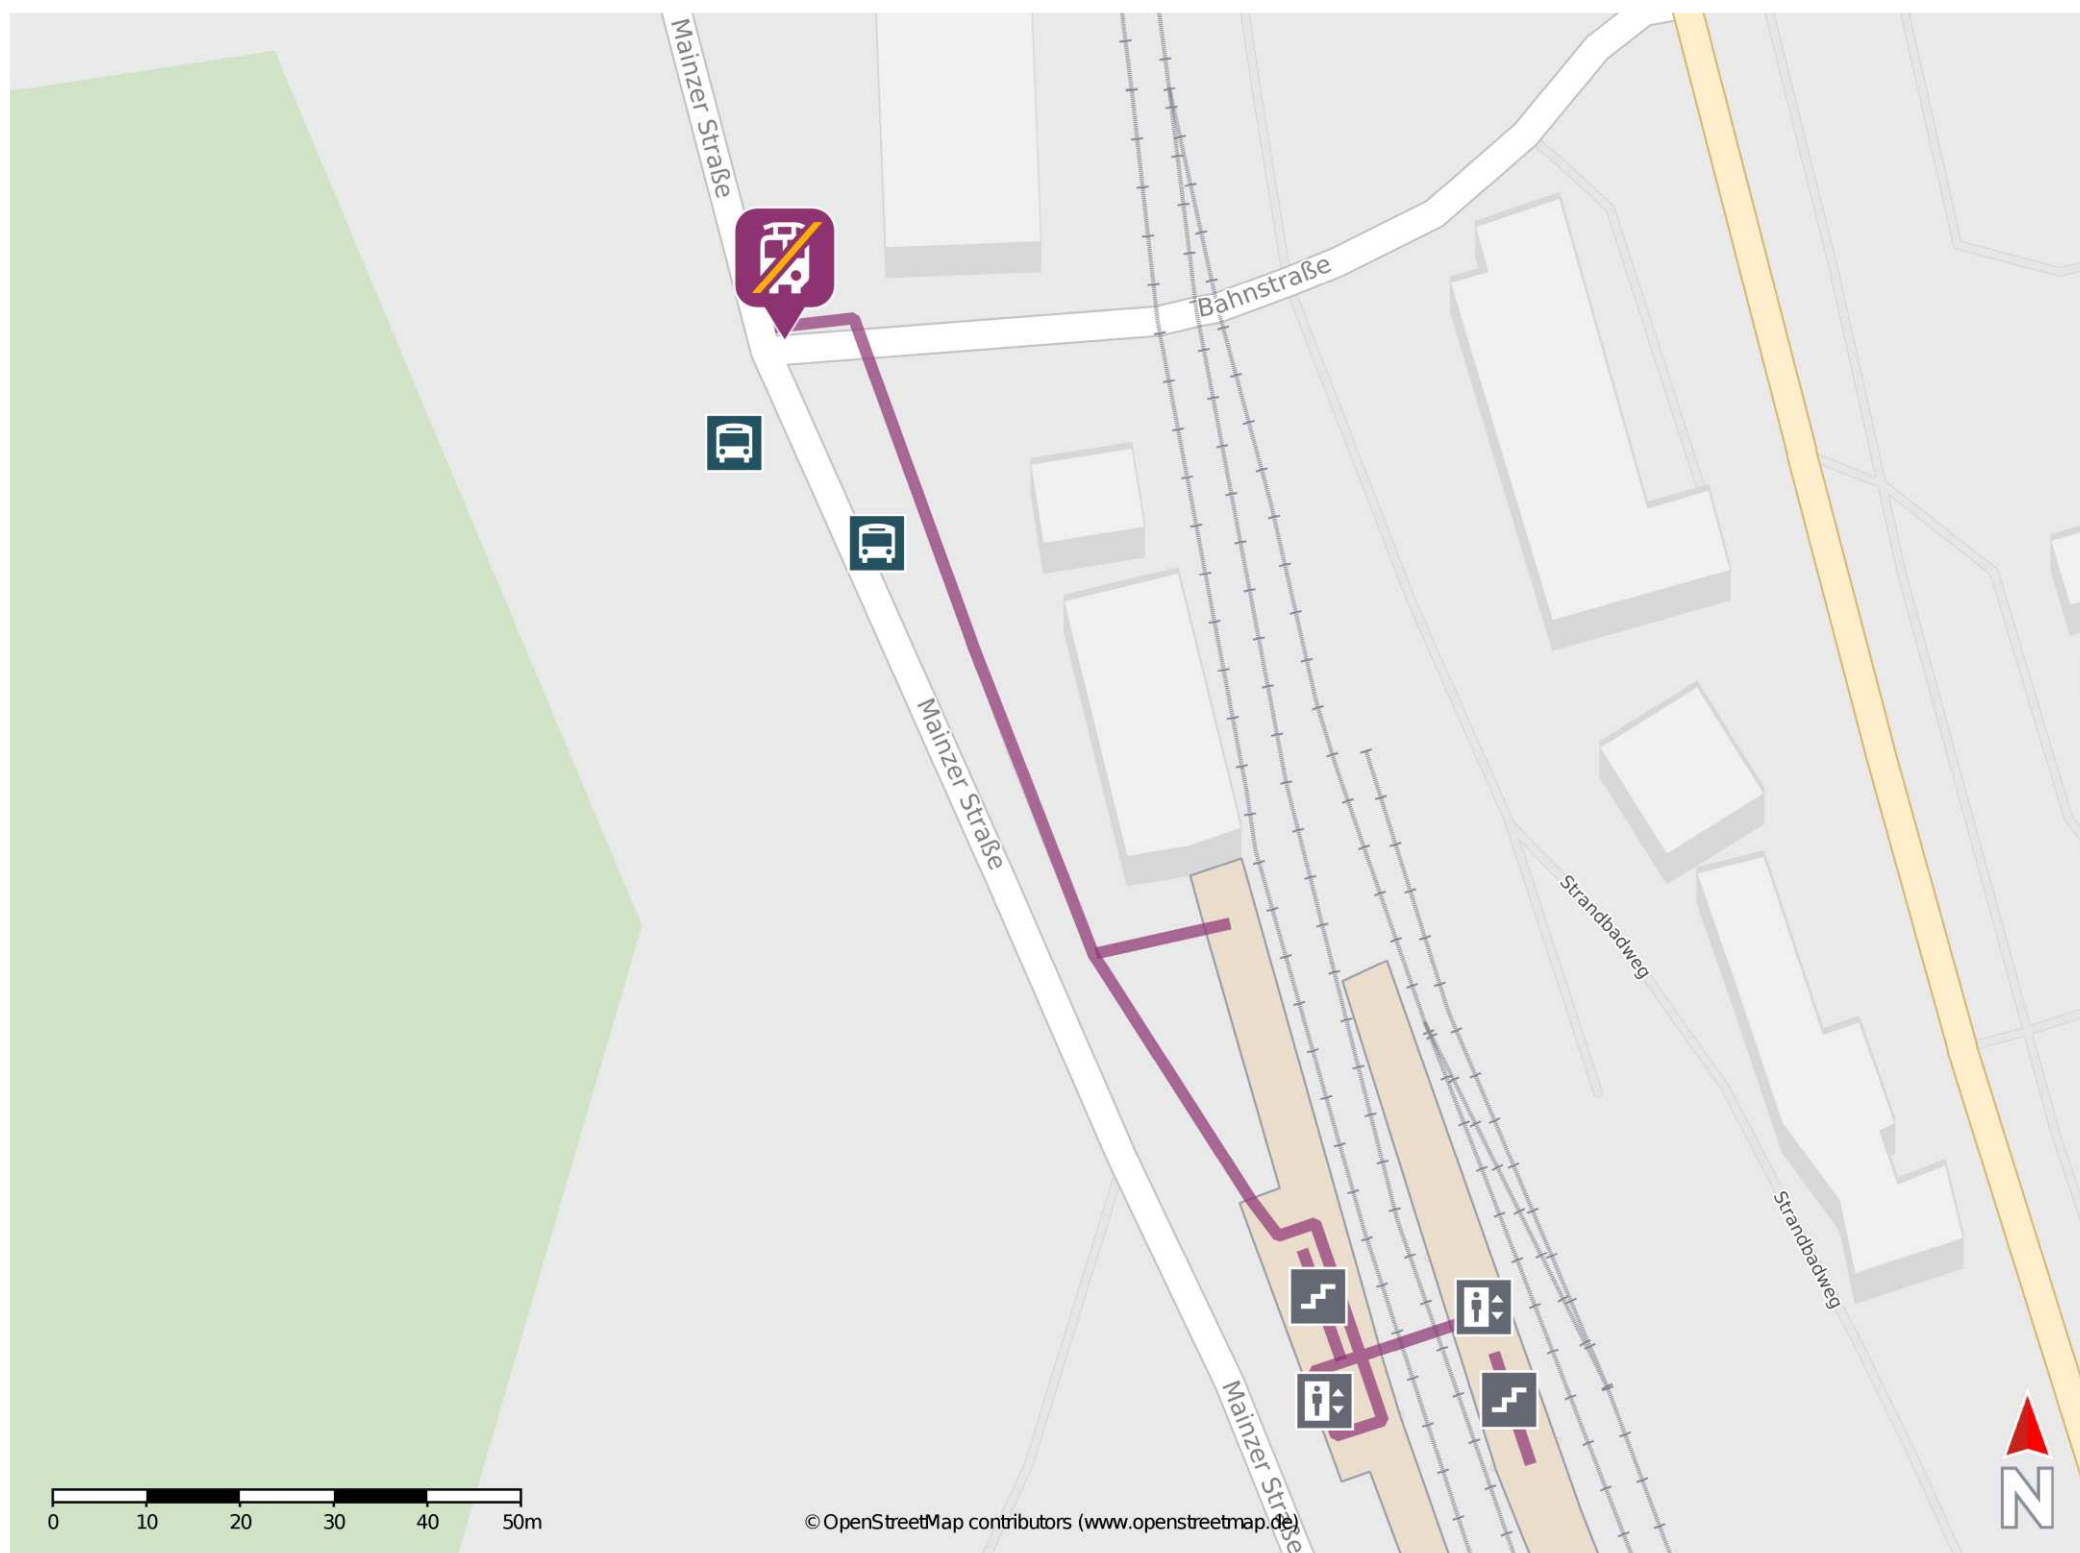 Mainzer Straße
Bahnstraße
Mainzer Straße
Strandbadweg
Strandbadweg
Mainzer Straße
N
0 10 20 30 40 50m
© OpenStreetMap contributors (www.openstreetmap.de)